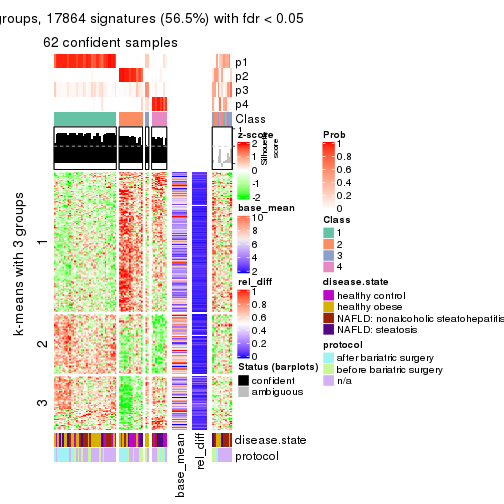 groups, 17864 signatures (56.5%) with fdr < 0.05
62 confident samples
p1
p2
p3
p4
Class
1
Silhouette
score
k-means with 3 groups
1
2
3
z-score
2
1
0
-1
-2
base_mean
10
8
6
4
2
rel_diff
1
0.8
0.6
0.4
0.2
0
Status (barplots)
confident
ambiguous
Prob
1
0.8
0.6
0.4
0.2
0
Class
1
2
3
4
disease.state
healthy control
healthy obese
NAFLD: nonalcoholic steatohepatitis
NAFLD: steatosis
protocol
after bariatric surgery
before bariatric surgery
n/a
disease.state
protocol
base_mean
rel_diff